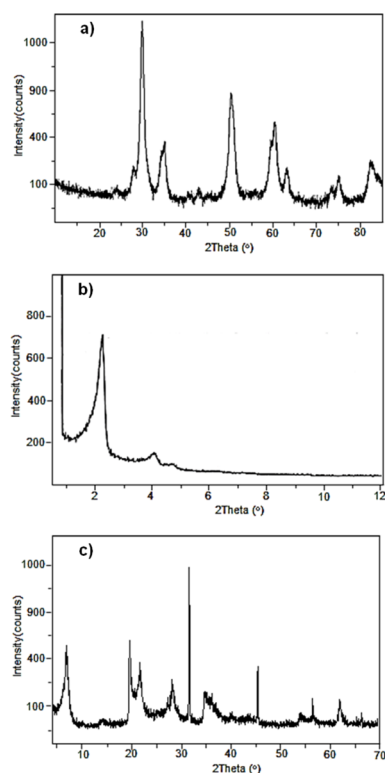 a)
Intensity(counts)
1000
900
400
100
20 30 40 50 60 70 80
2Theta (o)
b)
Intensity(counts)
800
600
400
200
2 4 6 8 10 12
2Theta (o)
c)
Intensity(counts)
1000
900
400
100
10 20 30 40 50 60 70
2Theta (o)